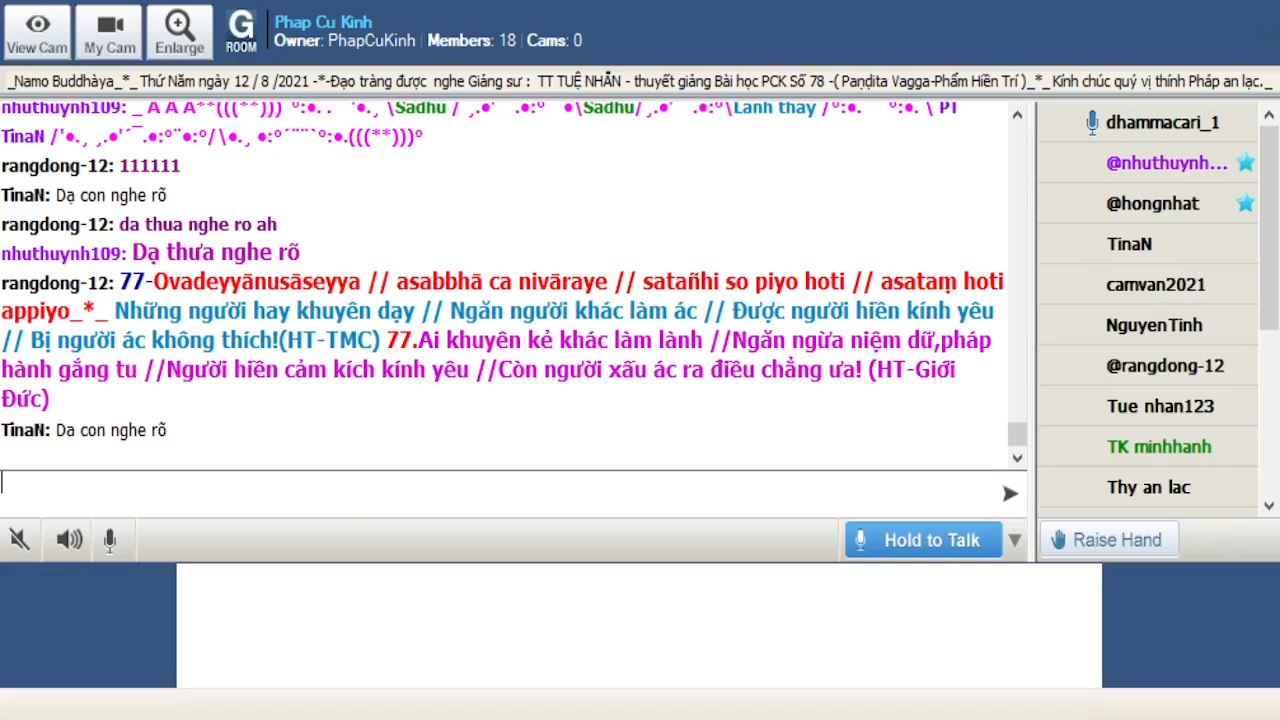 View Cam
My Cam
Enlarge
G
ROOM
Phap Cu Kinh
Owner: PhapCuKinh | Members: 18 | Cams: 0
_Namo Buddhàya_*_ Thứ Năm ngày 12 / 8 /2021 -*-Đạo tràng được nghe Giảng sư : TT TUỆ NHẪN - thuyết giảng Bài học PCK Số 78 -( Paṇḍita Vagga-Phẩm Hiền Trí )_*_ Kính chúc quý vị thính Pháp an lạc._
nhuthuynh109: _ A A A**(((**))) °:•.. '•.¸ \Sadhu / ¸.•' .•:° •\Sadhu/¸.•' .•:°\Lành thay /°:•. °:•. \ PT
TinaN /'•.¸ ¸.•'´¯.•:°¨•:°/\•.¸ •:°´¨¨`°:•.(((**)))°
rangdong-12: 111111
TinaN: Dạ con nghe rõ
rangdong-12: da thua nghe ro ah
nhuthuynh109: Dạ thưa nghe rõ
rangdong-12: 77-Ovadeyyānusāseyya // asabbhā ca nivāraye // satañhi so piyo hoti // asataṃ hoti
appiyo_*_ Những người hay khuyên dạy // Ngăn người khác làm ác // Được người hiền kính yêu
// Bị người ác không thích!(HT-TMC) 77.Ai khuyên kẻ khác làm lành //Ngăn ngừa niệm dữ,pháp
hành gắng tu //Người hiền cảm kích kính yêu //Còn người xấu ác ra điều chẳng ưa! (HT-Giới
Đức)
TinaN: Da con nghe rõ
Hold to Talk
dhammacari_1
@nhuthuynh...
@hongnhat
TinaN
camvan2021
NguyenTinh
@rangdong-12
Tue nhan123
TK minhhanh
Thy an lac
Raise Hand